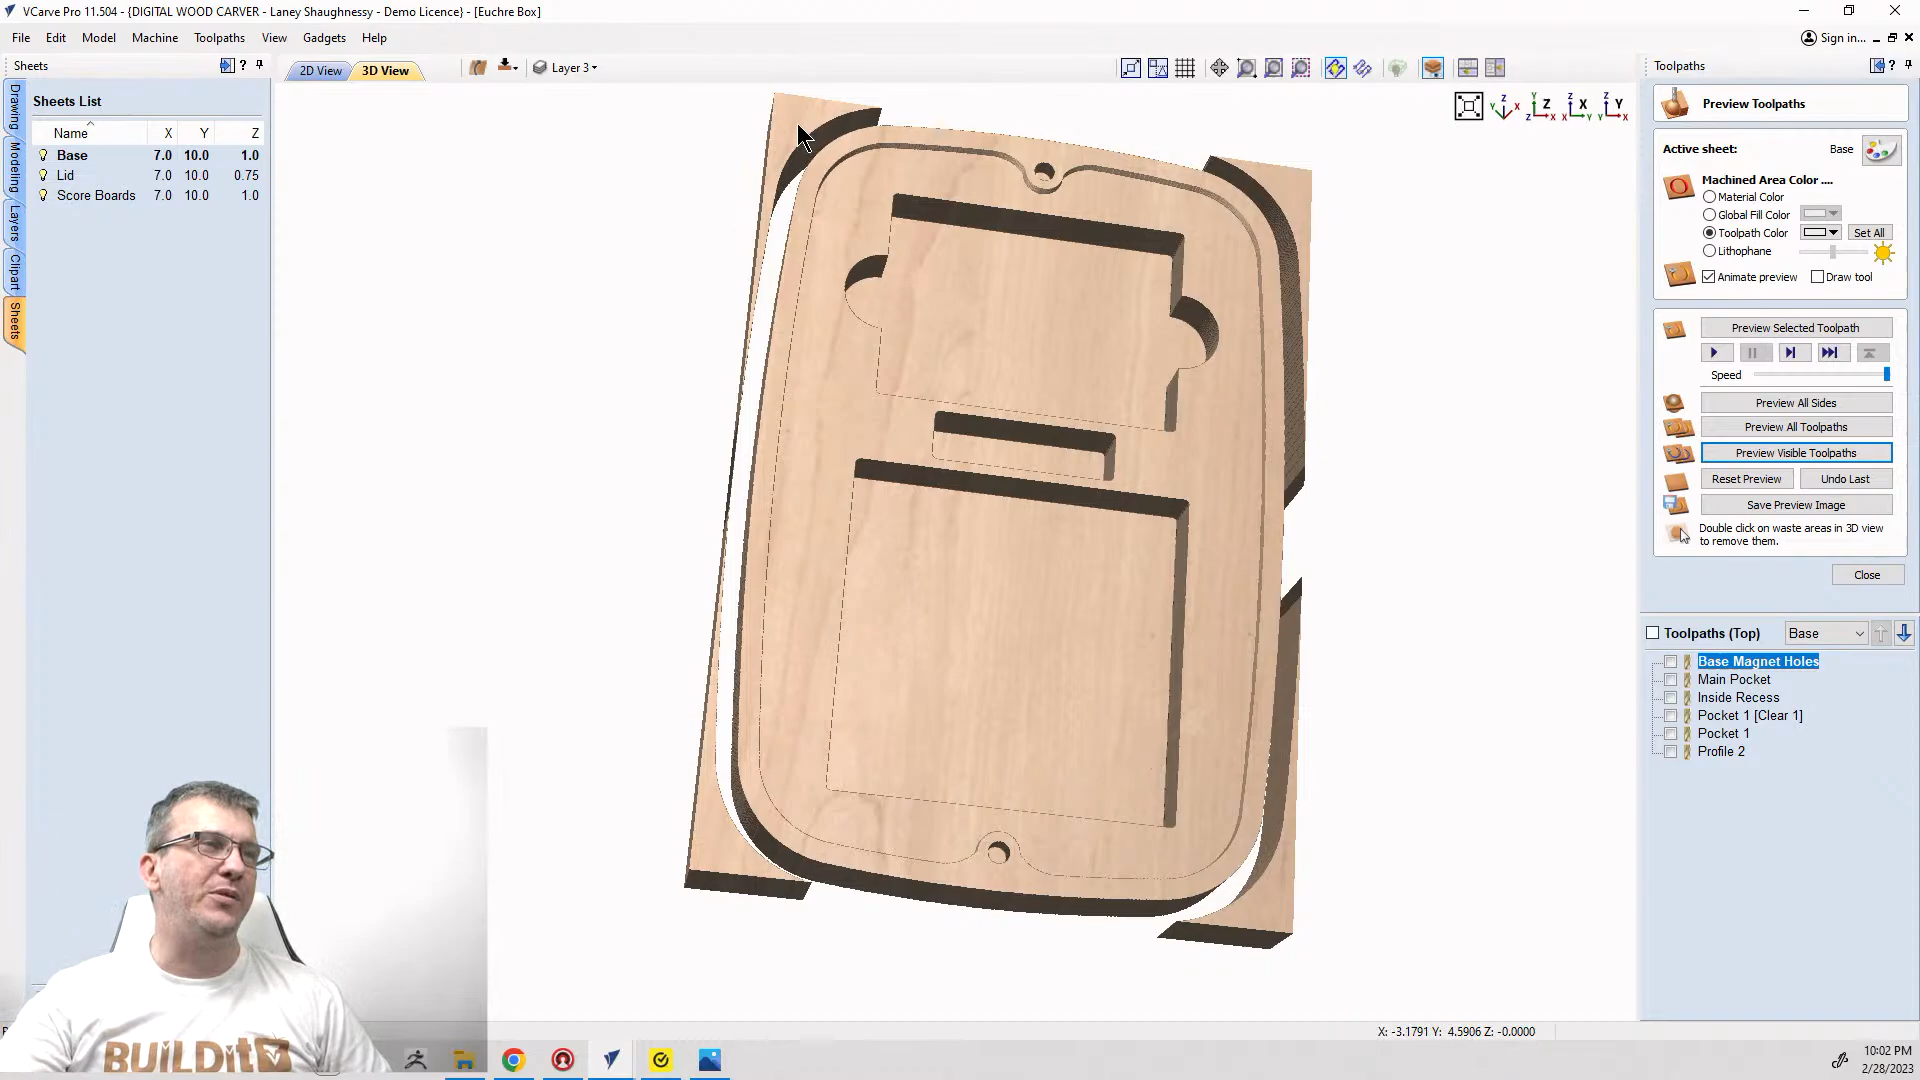 VCarve Pro 11.504 - {DIGITAL WOOD CARVER - Laney Shaughnessy - Demo Licence} - [Euchre Box]
File Edit Model Machine Toolpaths View Gadgets Help
Sign in...
Sheets
2D View
3D View
Layer 3
Toolpaths
Drawing
Modeling
Layers
Clipart
Sheets
Sheets List
Name X Y Z
Base 7.0 10.0 1.0
Lid 7.0 10.0 0.75
Score Boards 7.0 10.0 1.0
Z
Y X
Y
Z
Z X
Z
X
Y X
Z
Y
X
Preview Toolpaths
Active sheet: Base
Machined Area Color ....
Material Color
Global Fill Color
Toolpath Color
Set All
Lithophane
Animate preview
Draw tool
Preview Selected Toolpath
Speed
Preview All Sides
Preview All Toolpaths
Preview Visible Toolpaths
Reset Preview
Undo Last
Save Preview Image
Double click on waste areas in 3D view
to remove them.
Close
Toolpaths (Top)
Base
Base Magnet Holes
Main Pocket
Inside Recess
Pocket 1 [Clear 1]
Pocket 1
Profile 2
BUILDit
X: -3.1791 Y: 4.5906 Z: -0.0000
10:02 PM
2/28/2023